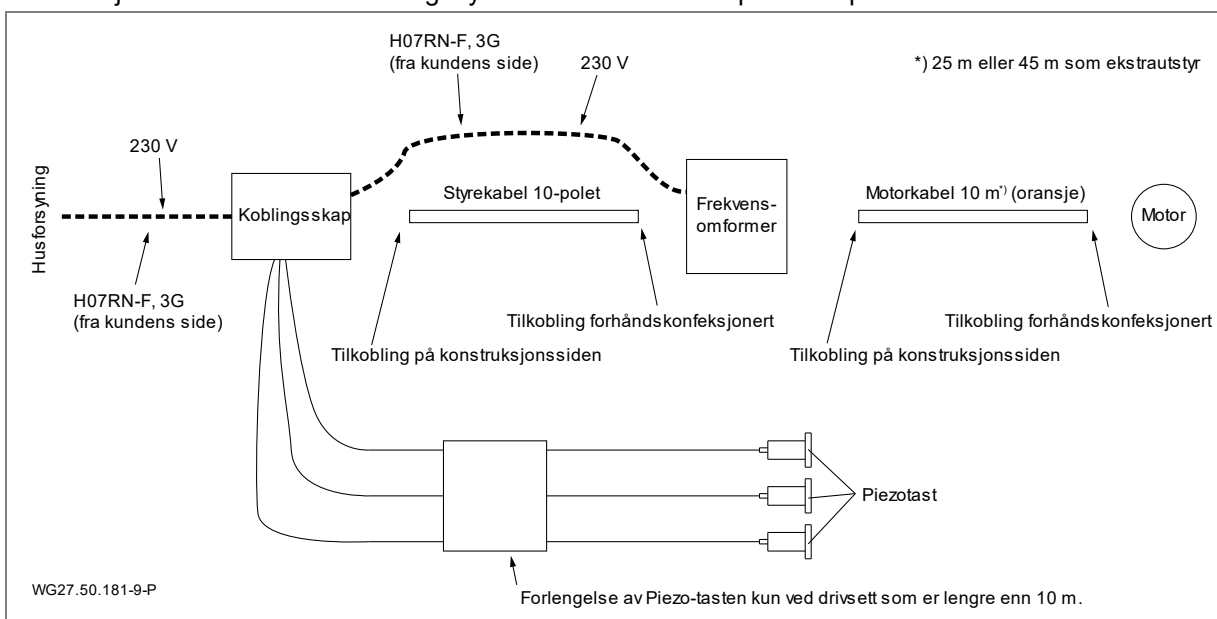 H07RN-F, 3G
(fra kundens side)
230 V
*) 25 m eller 45 m som ekstrautstyr
230 V
Husforsyning
Koblingsskap
Styrekabel 10-polet
Frekvens-
omformer
Motorkabel 10 m*) (oransje)
Motor
H07RN-F, 3G
(fra kundens side)
Tilkobling forhåndskonfeksjonert
Tilkobling forhåndskonfeksjonert
Tilkobling på konstruksjonssiden
Tilkobling på konstruksjonssiden
Piezotast
WG27.50.181-9-P
Forlengelse av Piezo-tasten kun ved drivsett som er lengre enn 10 m.